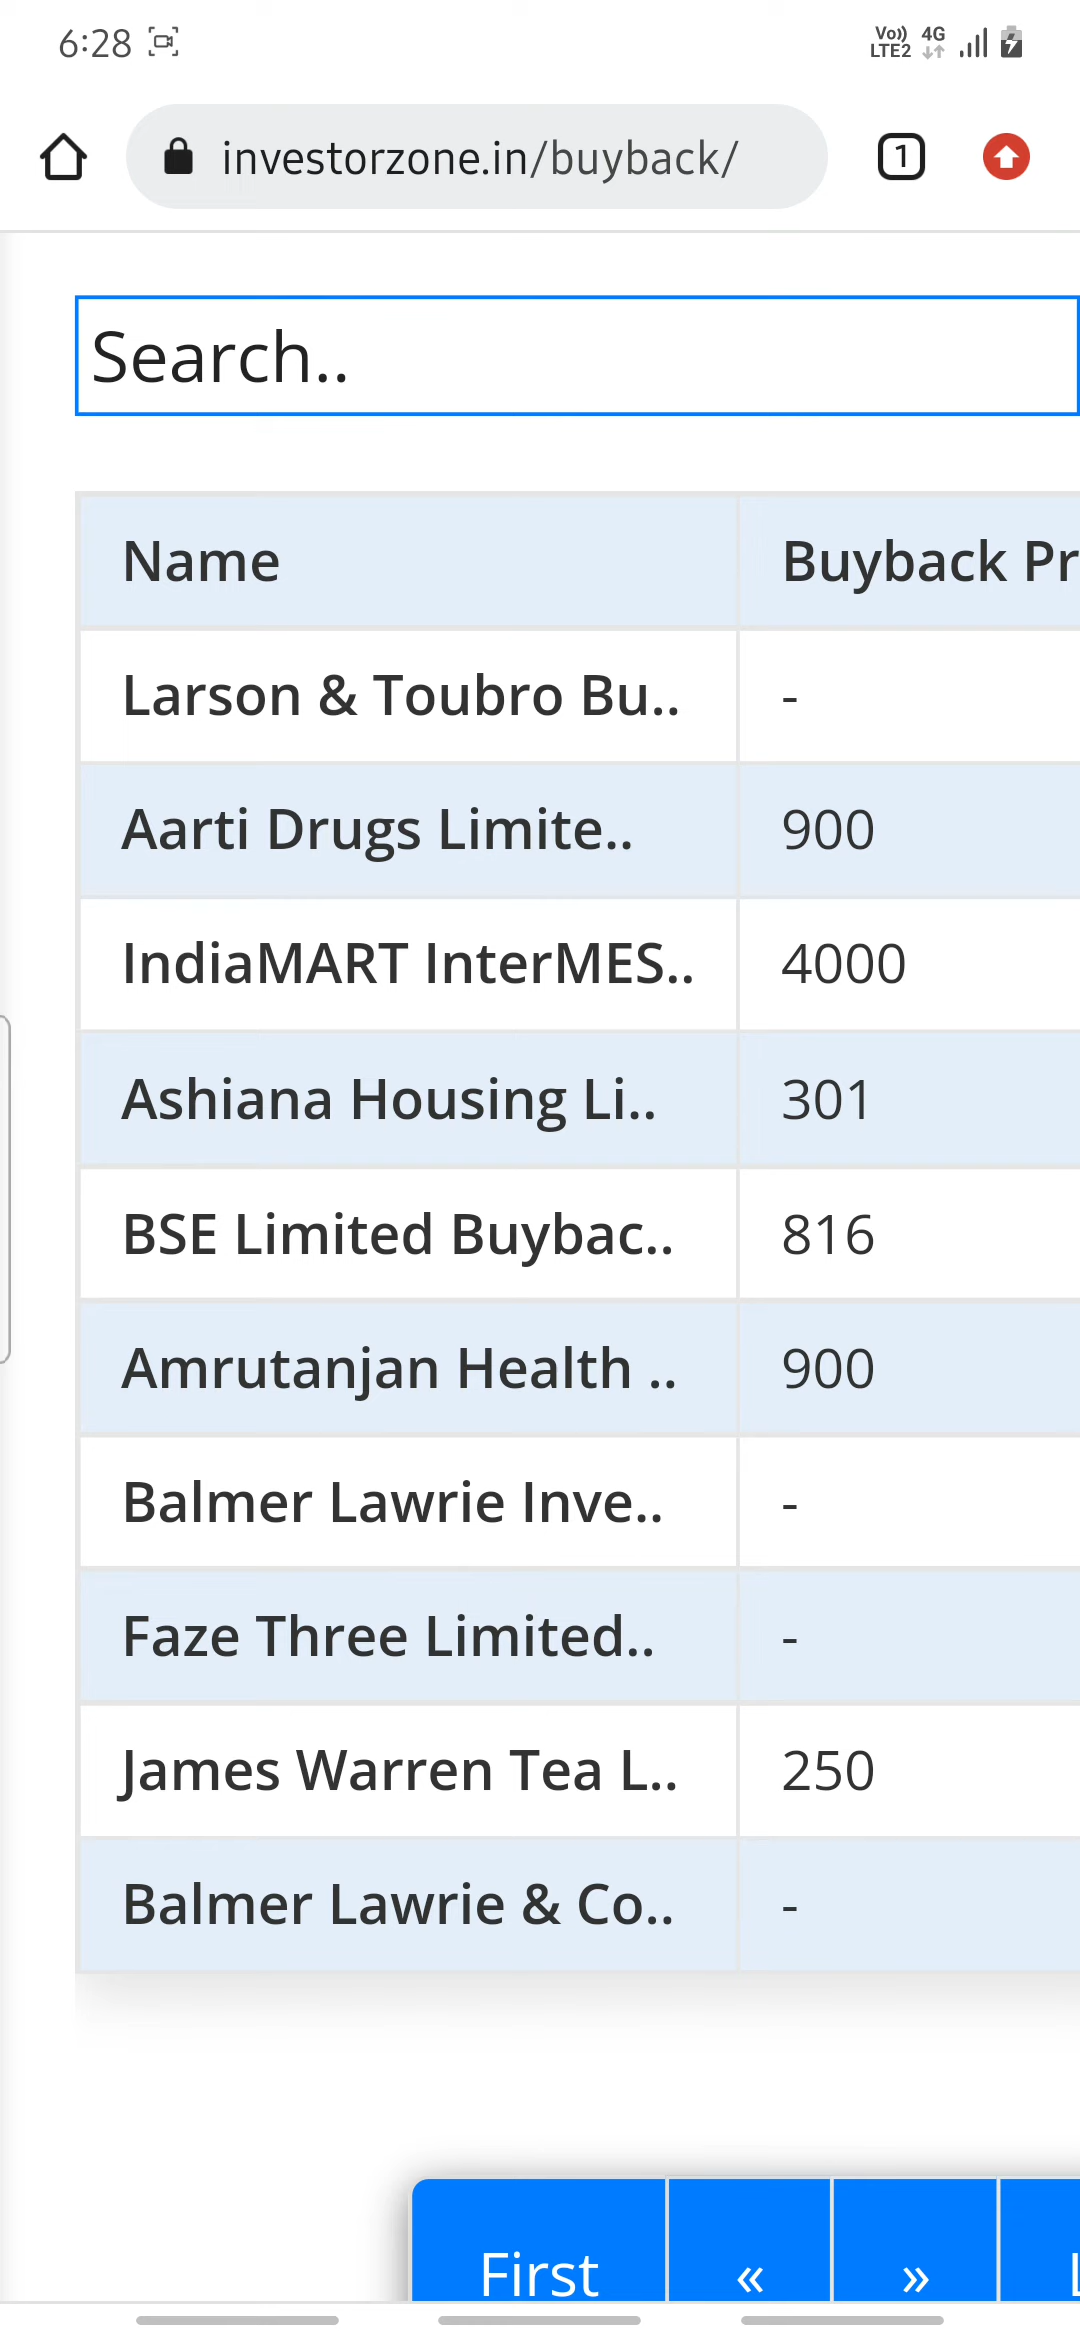 6:28 Vo)) LTE2 4G
investorzone.in/buyback/ 1
Search..
Name Buyback Pr
Larson & Toubro Bu.. -
Aarti Drugs Limite.. 900
IndiaMART InterMES.. 4000
Ashiana Housing Li.. 301
BSE Limited Buybac.. 816
Amrutanjan Health .. 900
Balmer Lawrie Inve.. -
Faze Three Limited.. -
James Warren Tea L.. 250
Balmer Lawrie & Co.. -
First « »